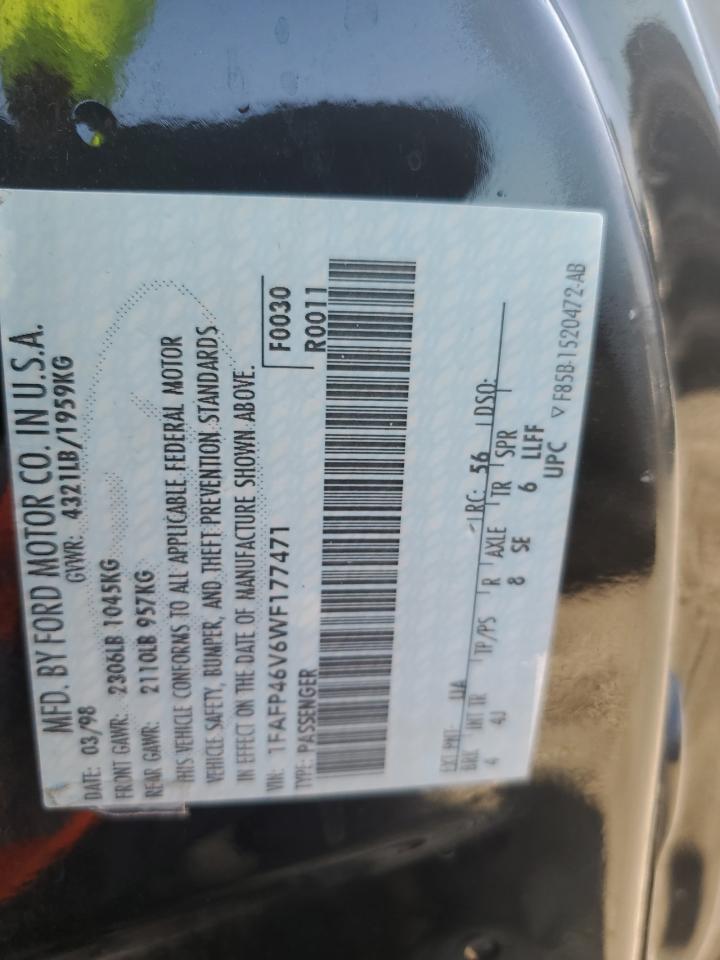 MFD. BY FORD MOTOR CO. IN U.S.A.
DATE: 03/98 GVWR: 4321LB/1959KG
FRONT GAWR: 2306LB 1045KG
REAR GAWR: 2110LB 957KG
THIS VEHICLE CONFORMS TO ALL APPLICABLE FEDERAL MOTOR
VEHICLE SAFETY, BUMPER, AND THEFT PREVENTION STANDARDS
IN EFFECT ON THE DATE OF MANUFACTURE SHOWN ABOVE.
VIN: 1FAFP46V6WF177471 F0030
TYPE: PASSENGER R0011
EXT PNT: UA RC: 56 DSO:
BRK INT TR TP/PS R AXLE TR SPR
4 4J 8 SE 6 LLFF
UPC
▽ F85B-1520472-AB